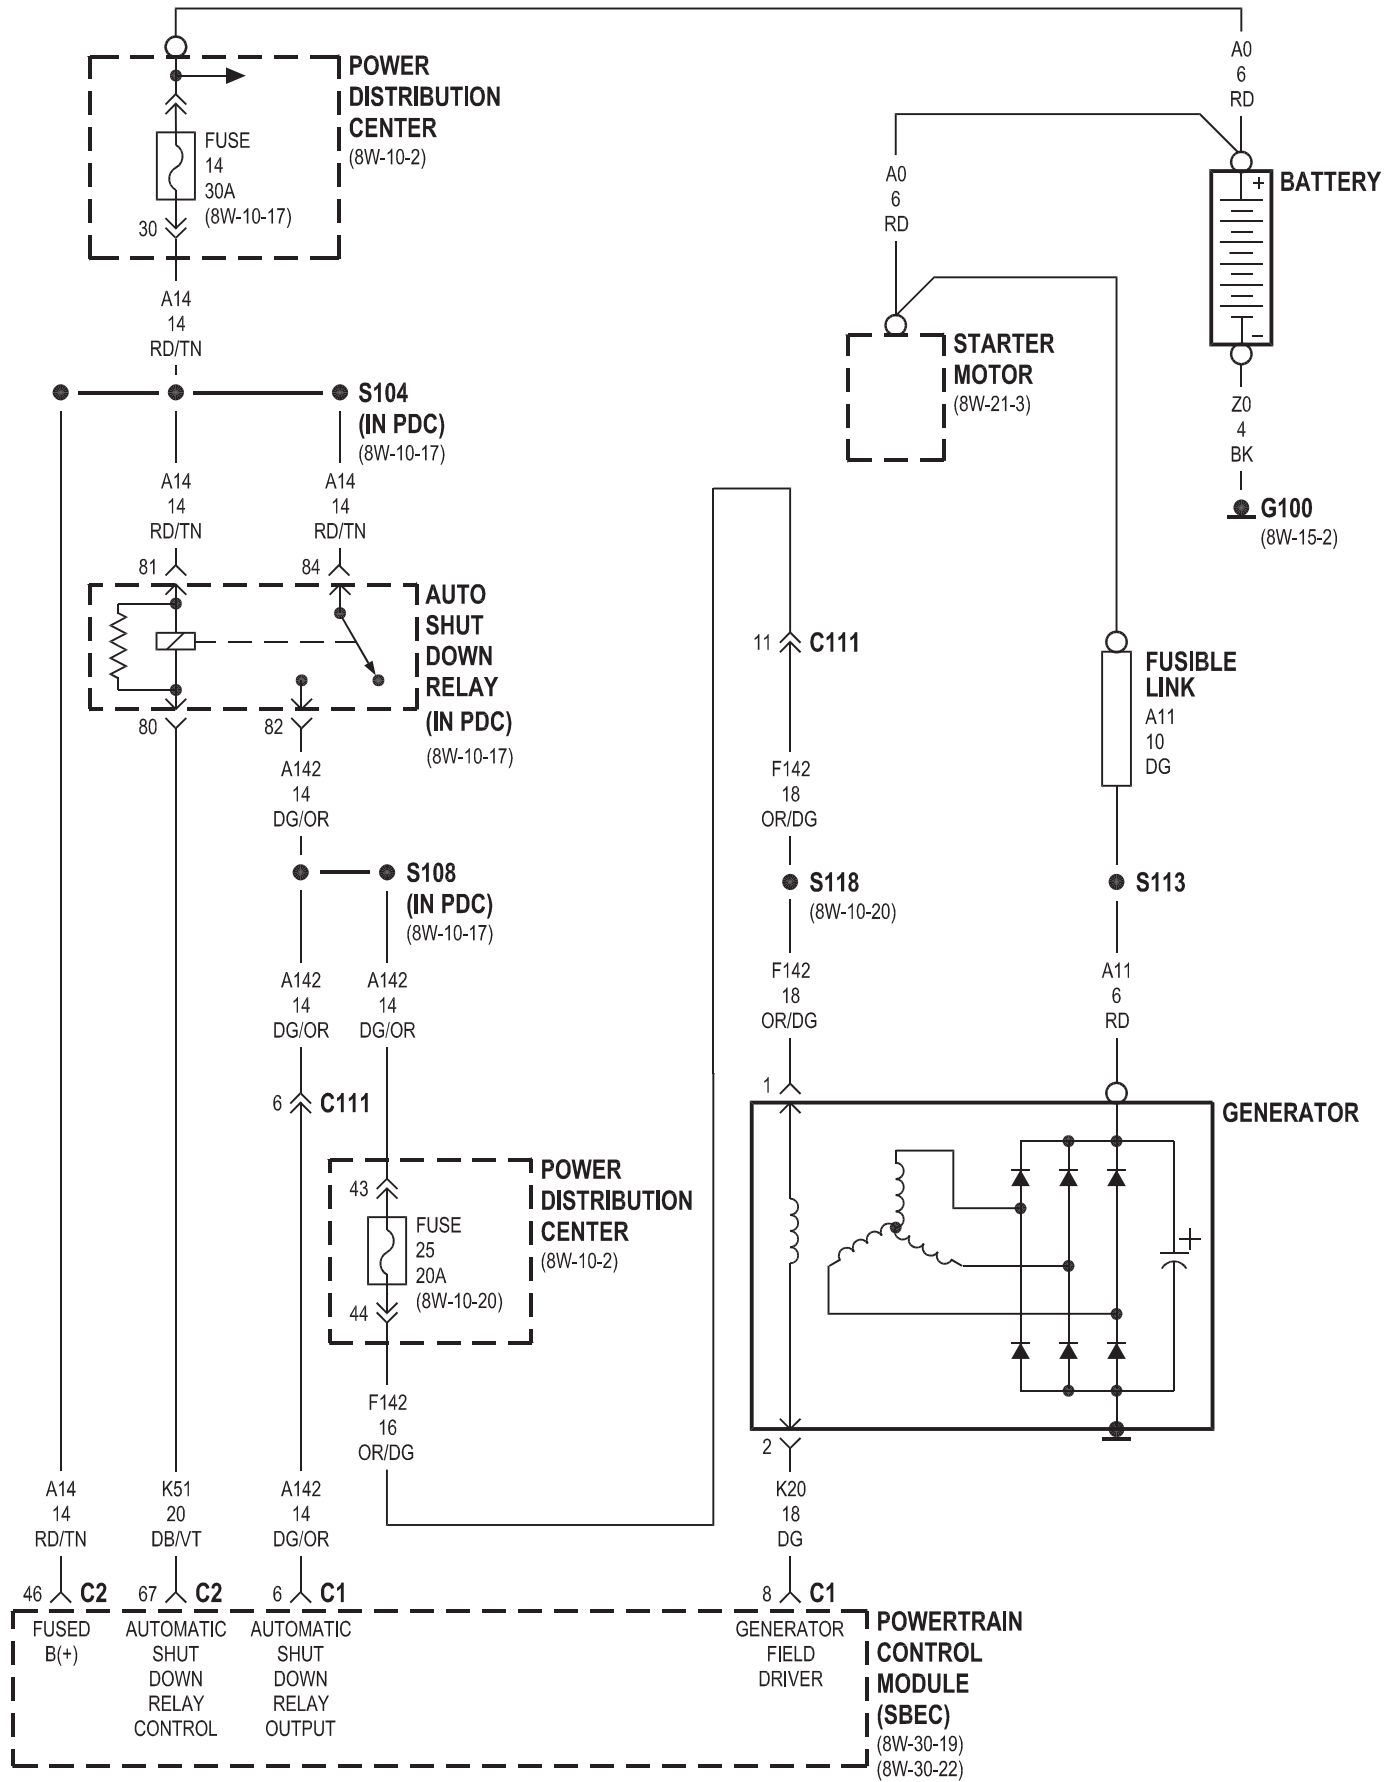 POWER
DISTRIBUTION
CENTER
(8W-10-2)
FUSE
14
30A
(8W-10-17)
30
A0
6
RD
A0
6
RD
+
BATTERY
−
A14
14
RD/TN
STARTER
MOTOR
(8W-21-3)
Z0
4
BK
G100
(8W-15-2)
S104
(IN PDC)
(8W-10-17)
A14
14
RD/TN
A14
14
RD/TN
81
84
AUTO
SHUT
DOWN
RELAY
(IN PDC)
(8W-10-17)
80
82
11
C111
FUSIBLE
LINK
A11
10
DG
A142
14
DG/OR
F142
18
OR/DG
S108
(IN PDC)
(8W-10-17)
S118
(8W-10-20)
S113
A142
14
DG/OR
A142
14
DG/OR
F142
18
OR/DG
A11
6
RD
6
C111
1
GENERATOR
+
POWER
DISTRIBUTION
CENTER
(8W-10-2)
43
FUSE
25
20A
(8W-10-20)
44
F142
16
OR/DG
2
A14
14
RD/TN
K51
20
DB/VT
A142
14
DG/OR
K20
18
DG
46
C2
67
C2
6
C1
8
C1
FUSED
B(+)
AUTOMATIC
SHUT
DOWN
RELAY
CONTROL
AUTOMATIC
SHUT
DOWN
RELAY
OUTPUT
GENERATOR
FIELD
DRIVER
POWERTRAIN
CONTROL
MODULE
(SBEC)
(8W-30-19)
(8W-30-22)